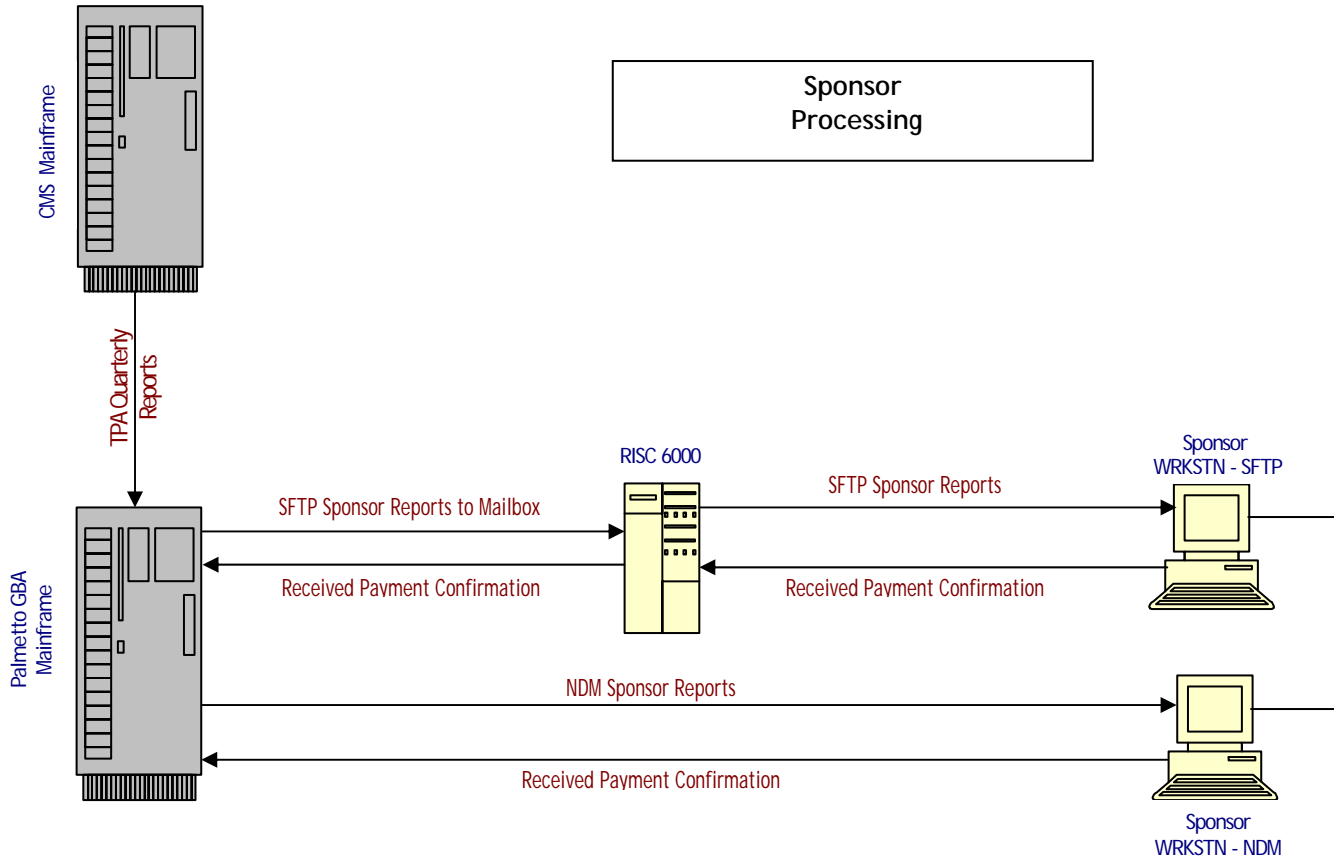 Sponsor
Processing
CMS Mainframe
TPA Quarterly
Reports
Sponsor
WRKSTN - SFTP
RISC 6000
SFTP Sponsor Reports to Mailbox
SFTP Sponsor Reports
Received Payment Confirmation
Received Payment Confirmation
Palmetto GBA
Mainframe
NDM Sponsor Reports
Received Payment Confirmation
Sponsor
WRKSTN - NDM